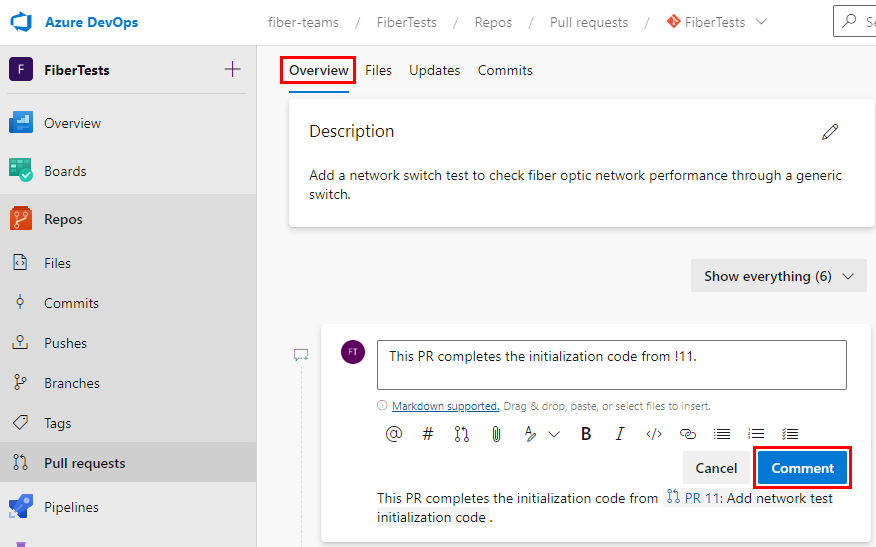 Azure DevOps
fiber-teams / FiberTests / Repos / Pull requests / FiberTests
F FiberTests +
Overview
Boards
Repos
Files
Commits
Pushes
Branches
Tags
Pull requests
Pipelines
Overview Files Updates Commits
Description
Add a network switch test to check fiber optic network performance through a generic
switch.
Show everything (6)
FT
This PR completes the initialization code from !11.
Markdown supported. Drag & drop, paste, or select files to insert.
@ # B I </>
Cancel Comment
This PR completes the initialization code from PR 11: Add network test
initialization code .